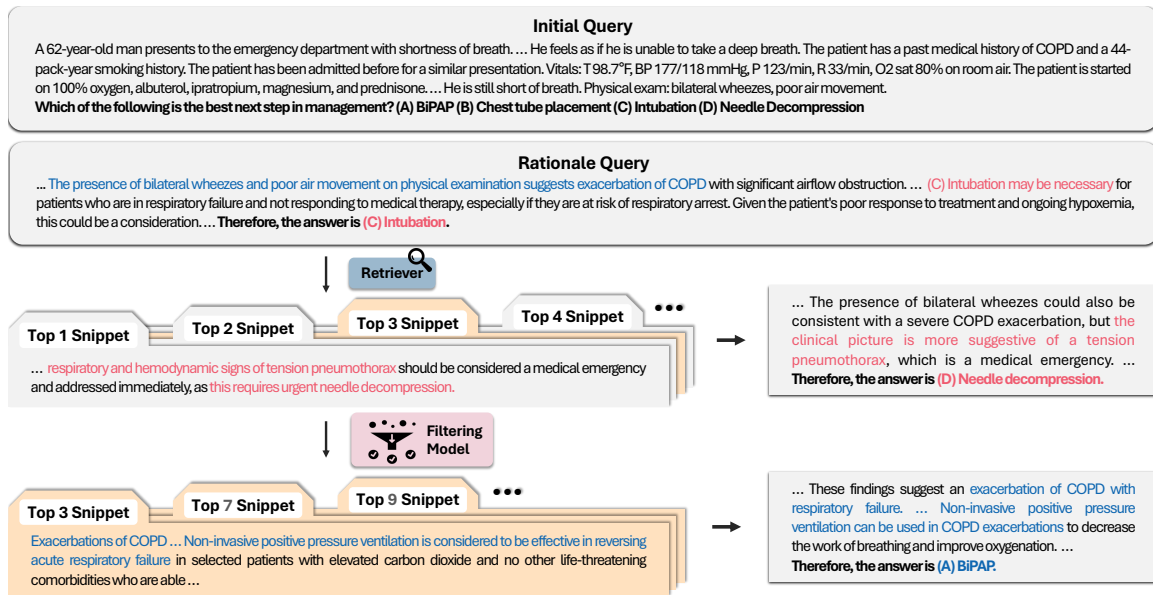 Initial Query
A 62-year-old man presents to the emergency department with shortness of breath. ... He feels as if he is unable to take a deep breath. The patient has a past medical history of COPD and a 44-
pack-year smoking history. The patient has been admitted before for a similar presentation. Vitals: T 98.7°F, BP 177/118 mmHg, P 123/min, R 33/min, O2 sat 80% on room air. The patient is started
on 100% oxygen, albuterol, ipratropium, magnesium, and prednisone. ... He is still short of breath. Physical exam: bilateral wheezes, poor air movement.
Which of the following is the best next step in management? (A) BiPAP (B) Chest tube placement (C) Intubation (D) Needle Decompression
Rationale Query
... The presence of bilateral wheezes and poor air movement on physical examination suggests exacerbation of COPD with significant airflow obstruction. ... (C) Intubation may be necessary for
patients who are in respiratory failure and not responding to medical therapy, especially if they are at risk of respiratory arrest. Given the patient's poor response to treatment and ongoing hypoxemia,
this could be a consideration. ... Therefore, the answer is (C) Intubation.
Retriever
Top 1 Snippet
Top 2 Snippet
Top 3 Snippet
Top 4 Snippet
•••
... respiratory and hemodynamic signs of tension pneumothorax should be considered a medical emergency
and addressed immediately, as this requires urgent needle decompression.
... The presence of bilateral wheezes could also be
consistent with a severe COPD exacerbation, but the
clinical picture is more suggestive of a tension
pneumothorax, which is a medical emergency. ...
Therefore, the answer is (D) Needle decompression.
Filtering
Model
Top 3 Snippet
Top 7 Snippet
Top 9 Snippet
•••
Exacerbations of COPD ... Non-invasive positive pressure ventilation is considered to be effective in reversing
acute respiratory failure in selected patients with elevated carbon dioxide and no other life-threatening
comorbidities who are able ...
... These findings suggest an exacerbation of COPD with
respiratory failure. ... Non-invasive positive pressure
ventilation can be used in COPD exacerbations to decrease
the work of breathing and improve oxygenation. ...
Therefore, the answer is (A) BiPAP.